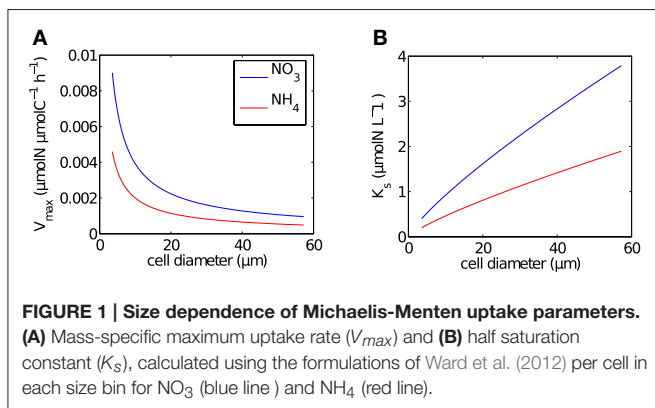 A
B
0.01
0.008
0.006
0.004
0.002
0
V_max (µmolN µmolC⁻¹ h⁻¹)
NO₃
NH₄
0 20 40 60
cell diameter (µm)
4
3
2
1
0
K_s (µmolN L⁻1)
0 20 40 60
cell diameter (µm)
FIGURE 1 | Size dependence of Michaelis-Menten uptake parameters.
(A) Mass-specific maximum uptake rate (Vmax) and (B) half saturation
constant (Ks), calculated using the formulations of Ward et al. (2012) per cell in
each size bin for NO₃ (blue line ) and NH₄ (red line).